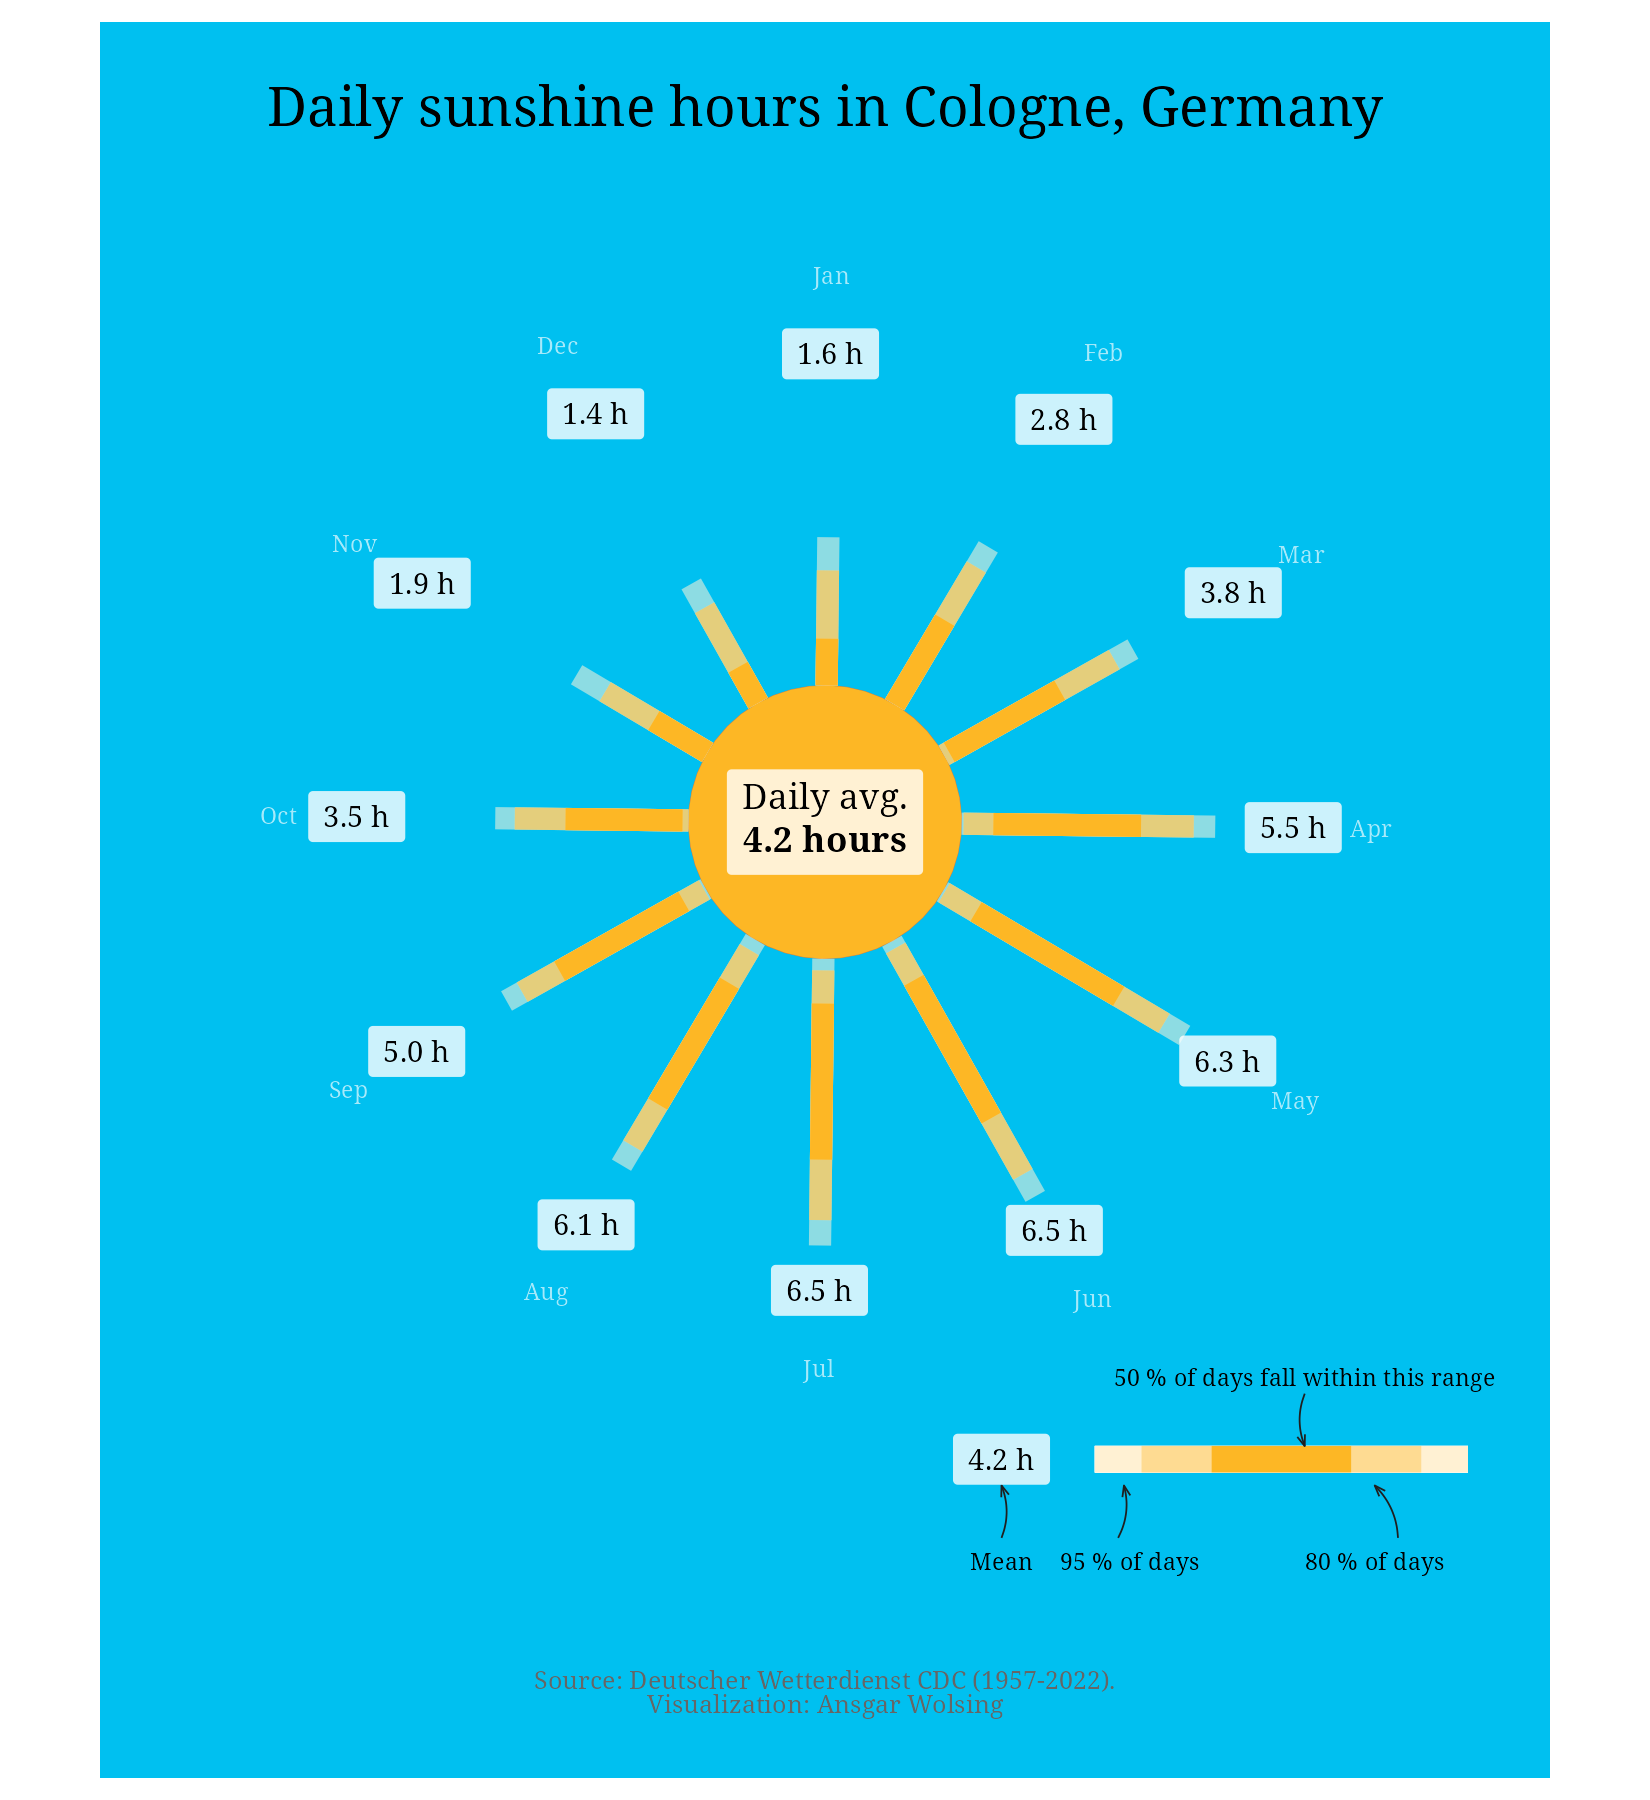 Daily sunshine hours in Cologne, Germany
Jan
1.6 h
Feb
2.8 h
Mar
3.8 h
5.5 h Apr
6.3 h
May
6.5 h
Jun
6.5 h
Jul
6.1 h
Aug
5.0 h
Sep
Oct 3.5 h
Nov
1.9 h
Dec
1.4 h
Daily avg.
4.2 hours
50 % of days fall within this range
4.2 h
Mean
95 % of days
80 % of days
Source: Deutscher Wetterdienst CDC (1957-2022).
Visualization: Ansgar Wolsing